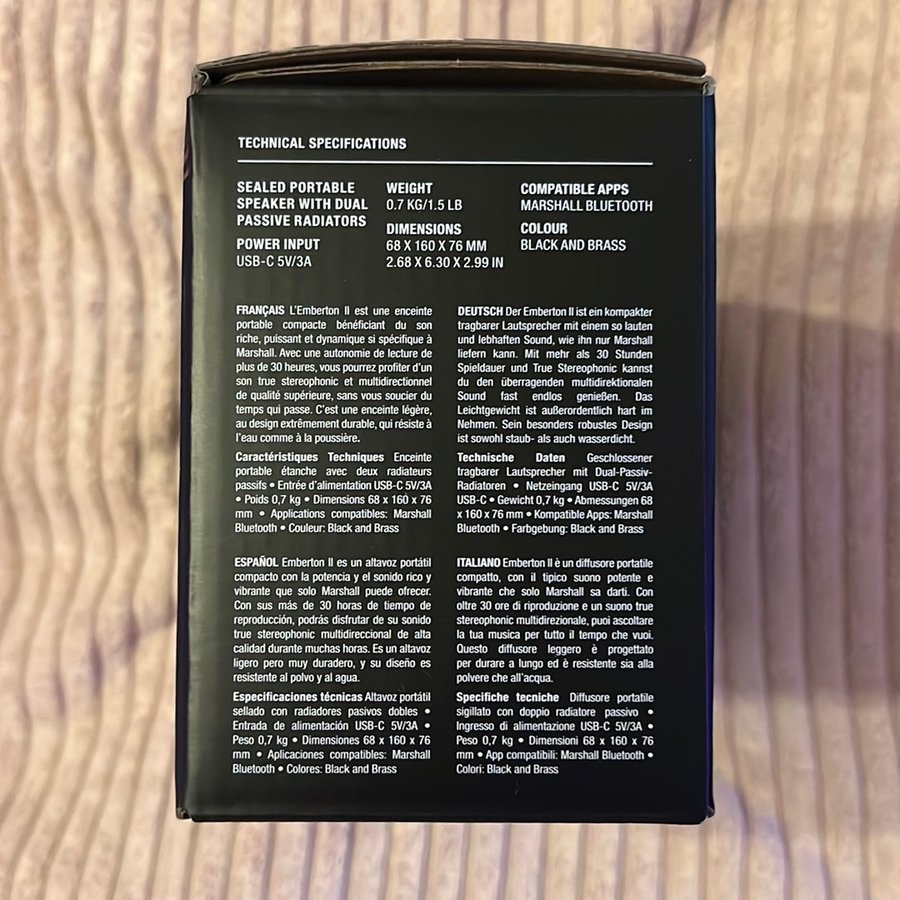 TECHNICAL SPECIFICATIONS
SEALED PORTABLE
SPEAKER WITH DUAL
PASSIVE RADIATORS
POWER INPUT
USB-C 5V/3A
WEIGHT
0.7 KG/1.5 LB
DIMENSIONS
68 X 160 X 76 MM
2.68 X 6.30 X 2.99 IN
COMPATIBLE APPS
MARSHALL BLUETOOTH
COLOUR
BLACK AND BRASS
FRANÇAIS L'Emberton II est une enceinte
portable compacte bénéficiant du son
riche, puissant et dynamique si spécifique à
Marshall. Avec une autonomie de lecture de
plus de 30 heures, vous pourrez profiter d'un
son true stereophonic et multidirectionnel
de qualité supérieure, sans vous soucier du
temps qui passe. C'est une enceinte légère,
au design extrêmement durable, qui résiste à
l'eau comme à la poussière.
Caractéristiques Techniques Enceinte
portable étanche avec deux radiateurs
passifs • Entrée d'alimentation USB-C 5V/3A
• Poids 0,7 kg • Dimensions 68 x 160 x 76
mm • Applications compatibles: Marshall
Bluetooth • Couleur: Black and Brass
DEUTSCH Der Emberton II ist ein kompakter
tragbarer Lautsprecher mit einem so lauten
und lebhaften Sound, wie ihn nur Marshall
liefern kann. Mit mehr als 30 Stunden
Spieldauer und True Stereophonic kannst
du den überragenden multidirektionalen
Sound fast endlos genießen. Das
Leichtgewicht ist außerordentlich hart im
Nehmen. Sein besonders robustes Design
ist sowohl staub- als auch wasserdicht.
Technische Daten Geschlossener
tragbarer Lautsprecher mit Dual-Passiv-
Radiatoren • Netzeingang USB-C 5V/3A
USB-C • Gewicht 0,7 kg • Abmessungen 68
x 160 x 76 mm • Kompatible Apps: Marshall
Bluetooth • Farbgebung: Black and Brass
ESPAÑOL Emberton II es un altavoz portátil
compacto con la potencia y el sonido rico y
vibrante que solo Marshall puede ofrecer.
Con sus más de 30 horas de tiempo de
reproducción, podrás disfrutar de su sonido
true stereophonic multidireccional de alta
calidad durante muchas horas. Es un altavoz
ligero pero muy duradero, y su diseño es
resistente al polvo y al agua.
Especificaciones técnicas Altavoz portátil
sellado con radiadores pasivos dobles •
Entrada de alimentación USB-C 5V/3A •
Peso 0,7 kg • Dimensiones 68 x 160 x 76
mm • Aplicaciones compatibles: Marshall
Bluetooth • Colores: Black and Brass
ITALIANO Emberton II è un diffusore portatile
compatto, con il tipico suono potente e
vibrante che solo Marshall sa darti. Con
oltre 30 ore di riproduzione e un suono true
stereophonic multidirezionale, puoi ascoltare
la tua musica per tutto il tempo che vuoi.
Questo diffusore leggero è progettato
per durare a lungo ed è resistente sia alla
polvere che all'acqua.
Specifiche tecniche Diffusore portatile
sigillato con doppio radiatore passivo •
Ingresso di alimentazione USB-C 5V/3A •
Peso 0,7 kg • Dimensioni 68 x 160 x 76
mm • App compatibili: Marshall Bluetooth •
Colori: Black and Brass